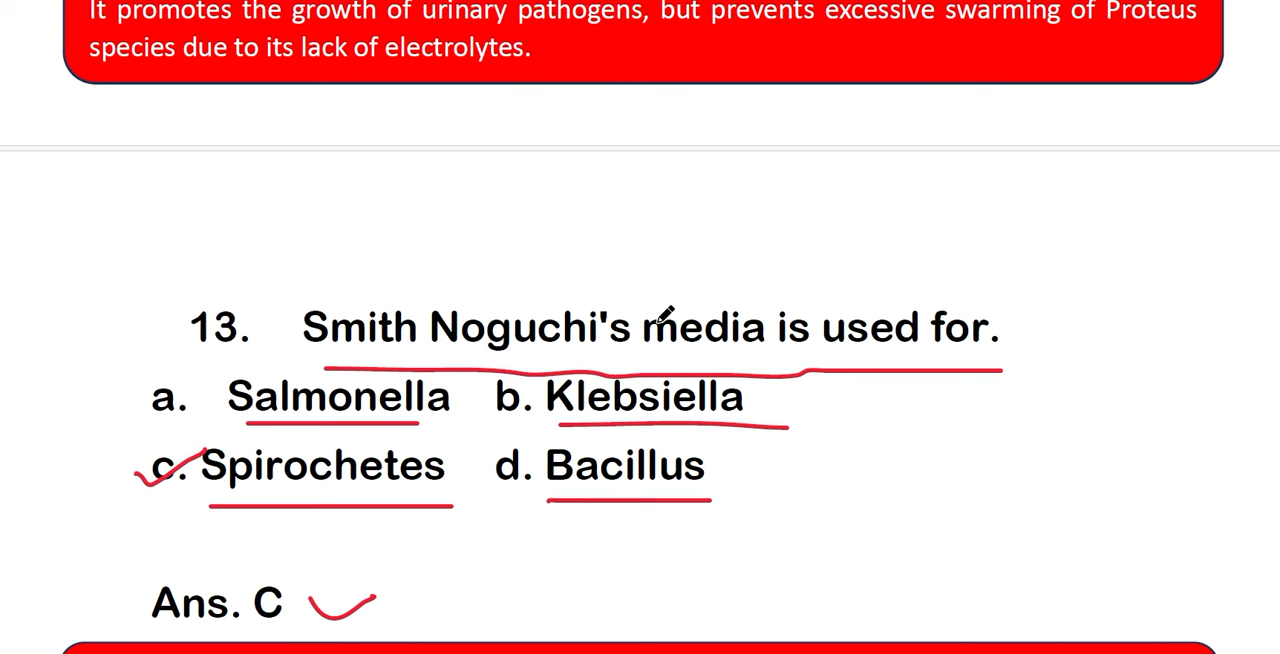 It promotes the growth of urinary pathogens, but prevents excessive swarming of Proteus
species due to its lack of electrolytes.
13. Smith Noguchi's media is used for.
a. Salmonella b. Klebsiella
c. Spirochetes d. Bacillus
Ans. C